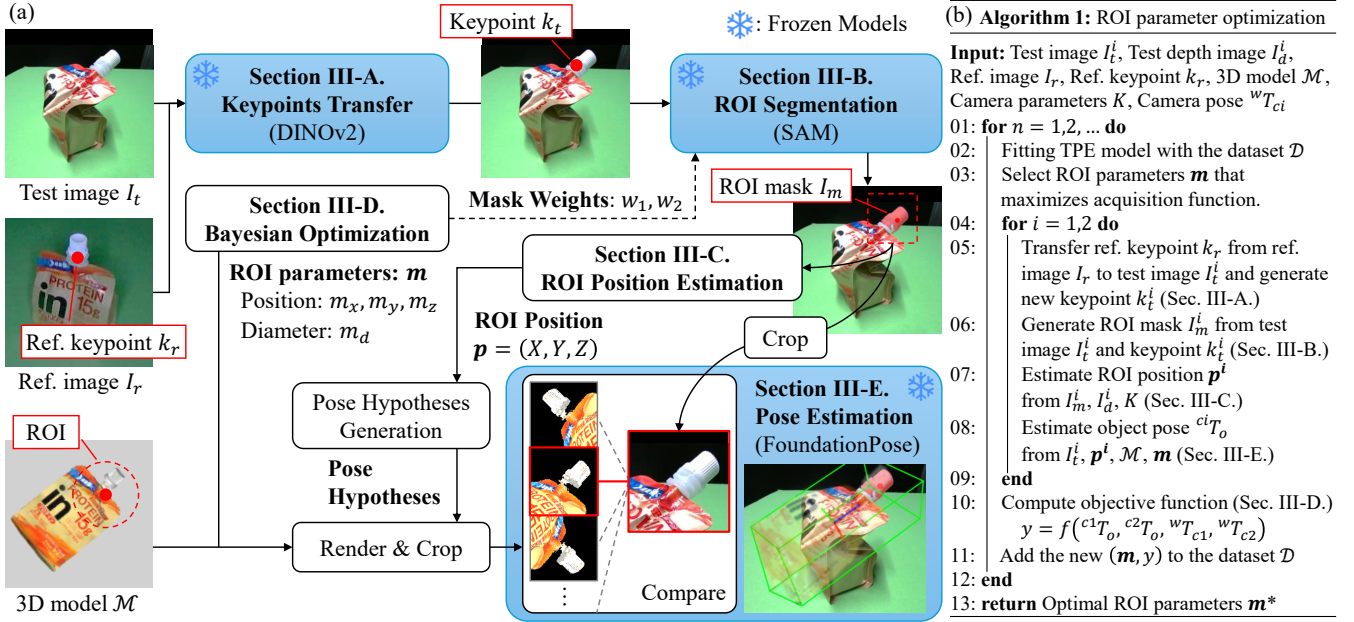 (a)
Keypoint k_t
❄: Frozen Models
Section III-A.
Keypoints Transfer
(DINOv2)
Section III-B.
ROI Segmentation
(SAM)
Test image I_t
ROI mask I_m
Mask Weights: w_1, w_2
Section III-D.
Bayesian Optimization
Section III-C.
ROI Position Estimation
ROI parameters: m
Position: m_x, m_y, m_z
Diameter: m_d
PROTEIN
in 15g
Ref. keypoint k_r
Ref. image I_r
ROI Position
p = (X, Y, Z)
Crop
Section III-E.
Pose Estimation
(FoundationPose)
Pose Hypotheses
Generation
ROI
Pose
Hypotheses
PROTEIN
in 15g
Render & Crop
Compare
3D model ℳ
(b)
Algorithm 1: ROI parameter optimization
Input: Test image I_t^i, Test depth image I_d^i,
Ref. image I_r, Ref. keypoint k_r, 3D model ℳ,
Camera parameters K, Camera pose ^wT_ci
01: for n = 1,2, … do
02: Fitting TPE model with the dataset 𝒟
03: Select ROI parameters m that
maximizes acquisition function.
04: for i = 1,2 do
05: Transfer ref. keypoint k_r from ref.
image I_r to test image I_t^i and generate
new keypoint k_t^i (Sec. III-A.)
06: Generate ROI mask I_m^i from test
image I_t^i and keypoint k_t^i (Sec. III-B.)
07: Estimate ROI position p^i
from I_m^i, I_d^i, K (Sec. III-C.)
08: Estimate object pose ^ciT_o
from I_t^i, p^i, ℳ, m (Sec. III-E.)
09: end
10: Compute objective function (Sec. III-D.)
y = f(^c1T_o, ^c2T_o, ^wT_c1, ^wT_c2)
11: Add the new (m, y) to the dataset 𝒟
12: end
13: return Optimal ROI parameters m*